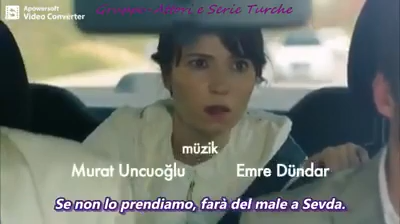 Apowersoft
Video Converter
Gruppo: Attori e Serie Turche
müzik
Murat Uncuoğlu
Emre Dündar
Se non lo prendiamo, farà del male a Sevda.